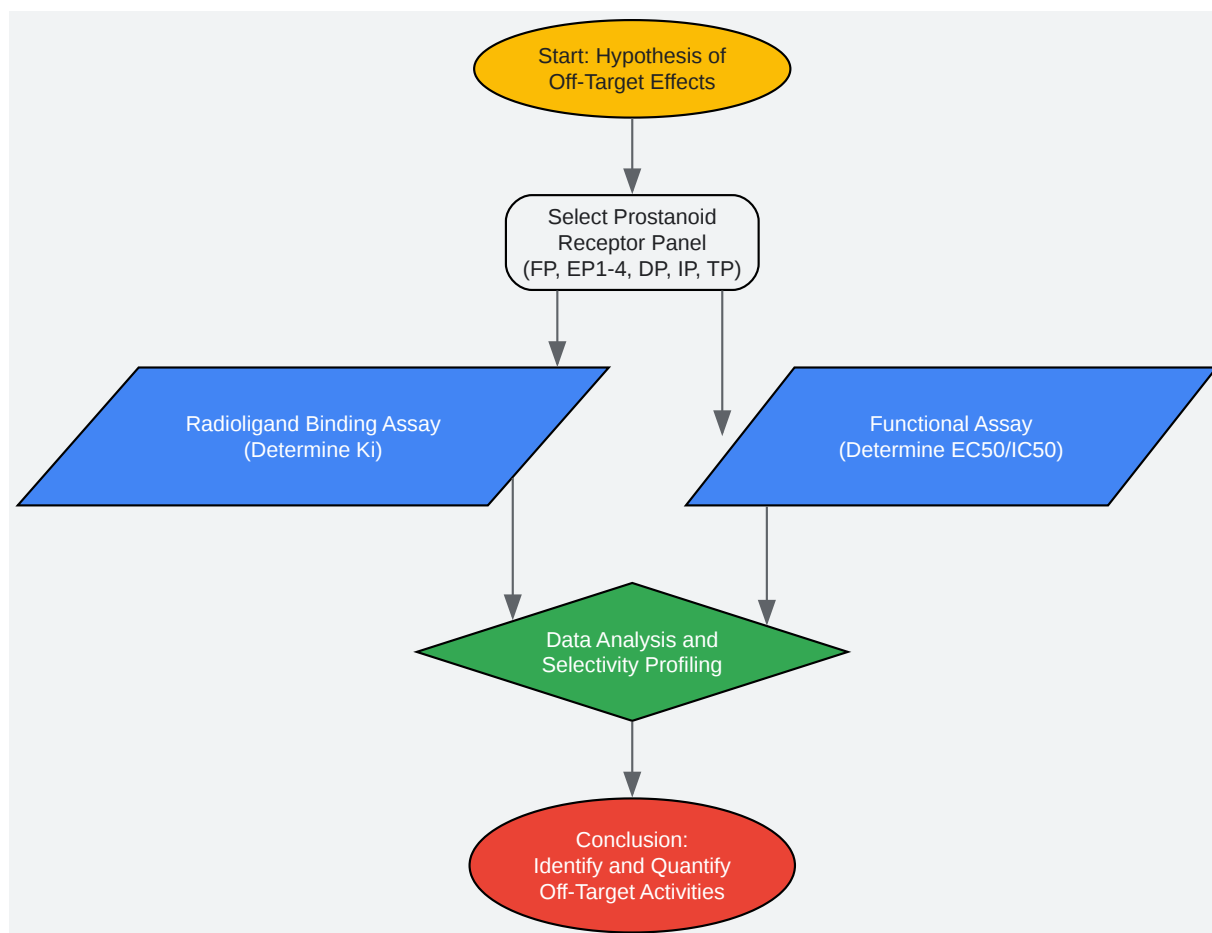 Start: Hypothesis of
Off-Target Effects
Select Prostanoid
Receptor Panel
(FP, EP1-4, DP, IP, TP)
Radioligand Binding Assay
(Determine Ki)
Functional Assay
(Determine EC50/IC50)
Data Analysis and
Selectivity Profiling
Conclusion:
Identify and Quantify
Off-Target Activities